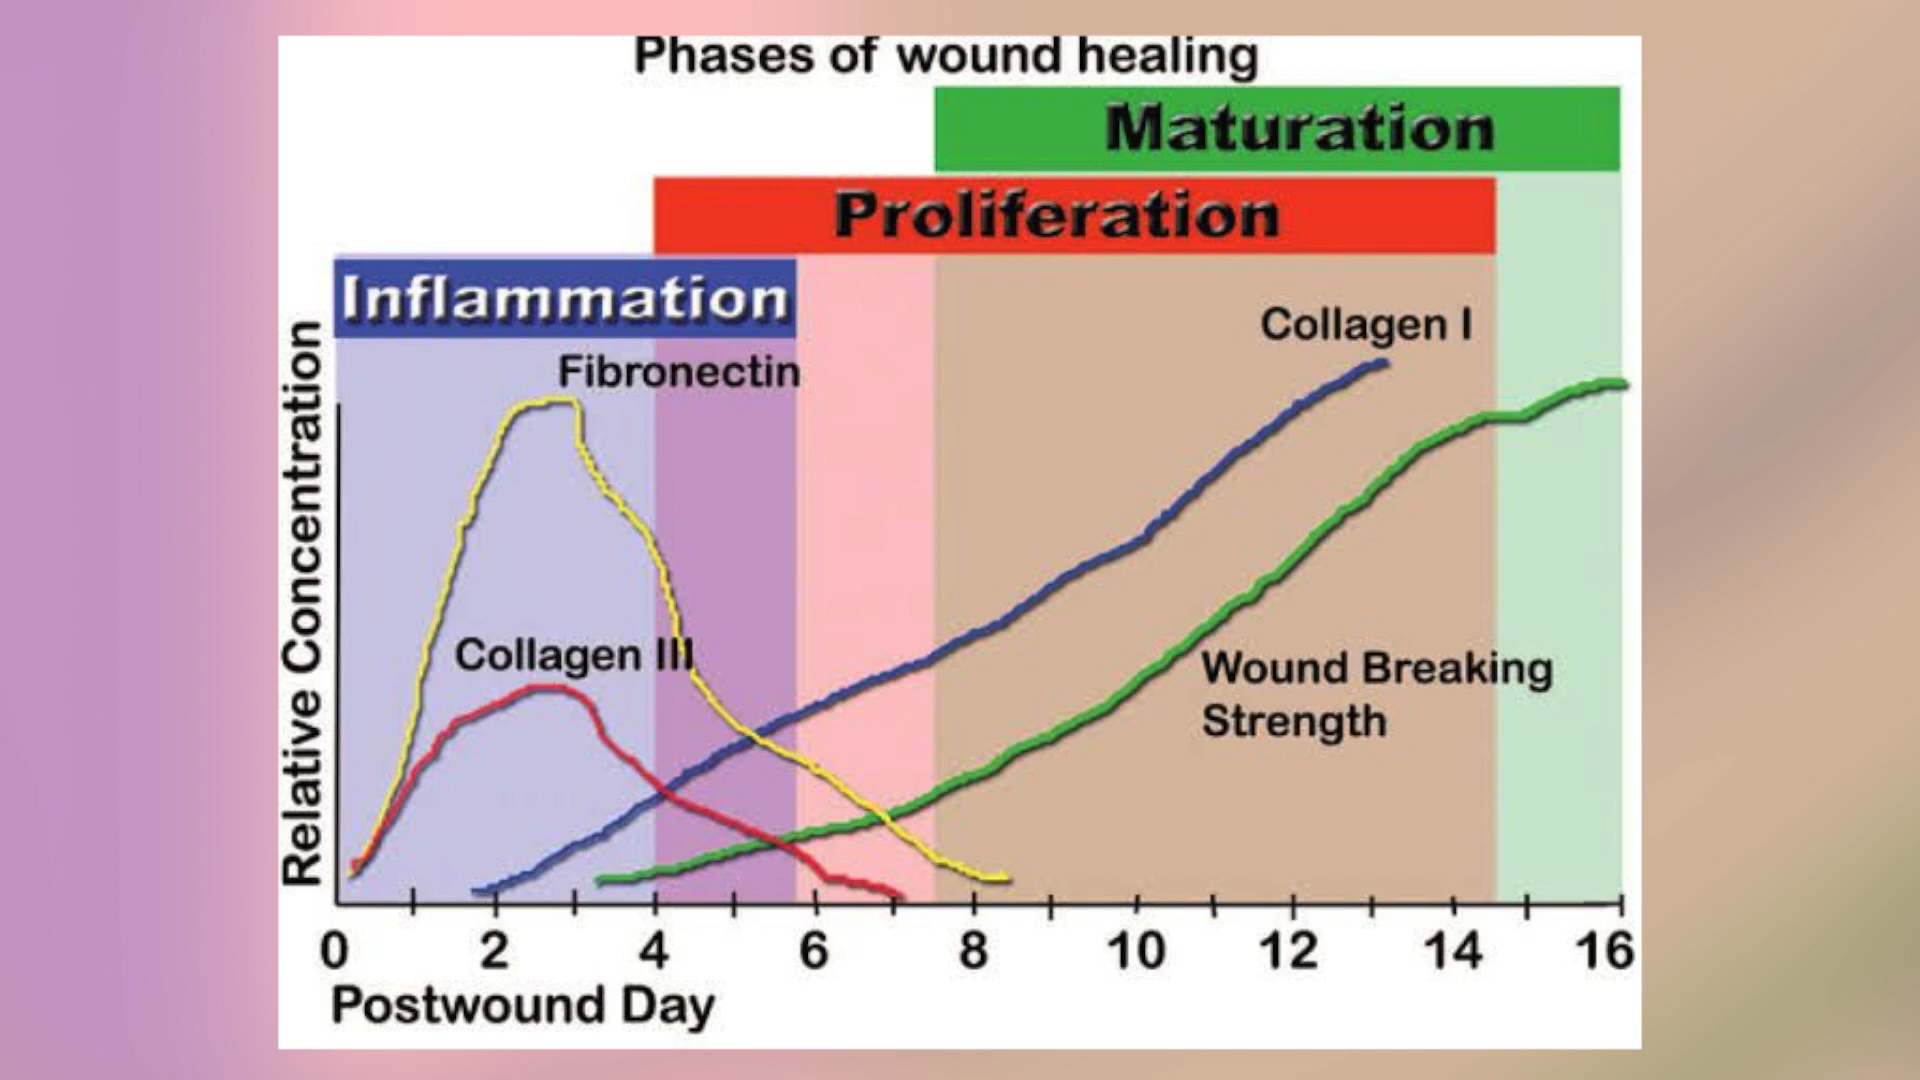 Phases of wound healing
Maturation
Proliferation
Inflammation
Fibronectin
Collagen I
Collagen III
Wound Breaking
Strength
Relative Concentration
0 2 4 6 8 10 12 14 16
Postwound Day